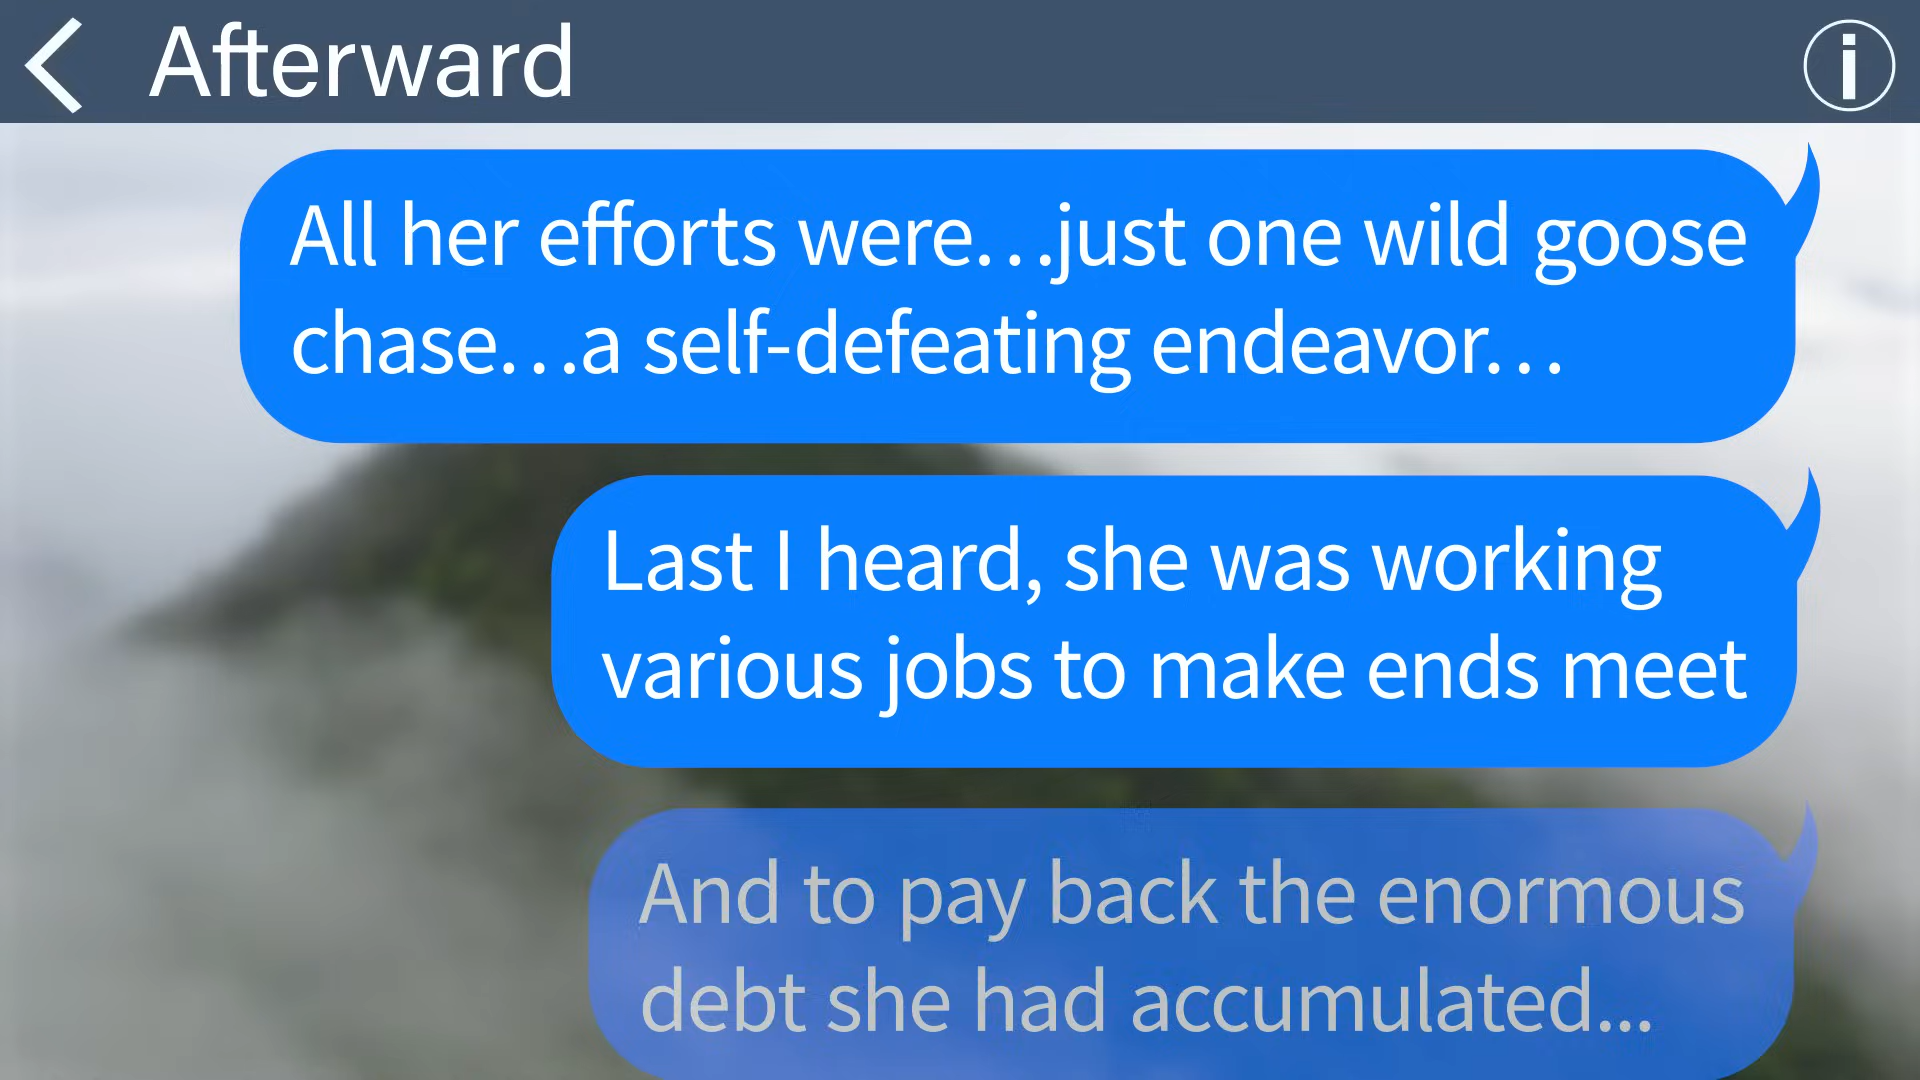 Afterward
All her efforts were…just one wild goose
chase…a self-defeating endeavor…
Last I heard, she was working
various jobs to make ends meet
And to pay back the enormous
debt she had accumulated...